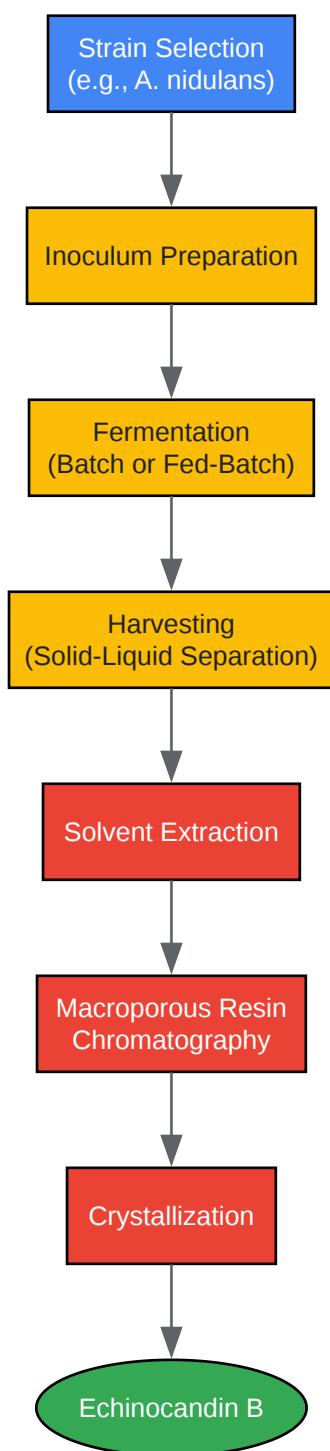 Strain Selection
(e.g., A. nidulans)
Inoculum Preparation
Fermentation
(Batch or Fed-Batch)
Harvesting
(Solid-Liquid Separation)
Solvent Extraction
Macroporous Resin
Chromatography
Crystallization
Echinocandin B